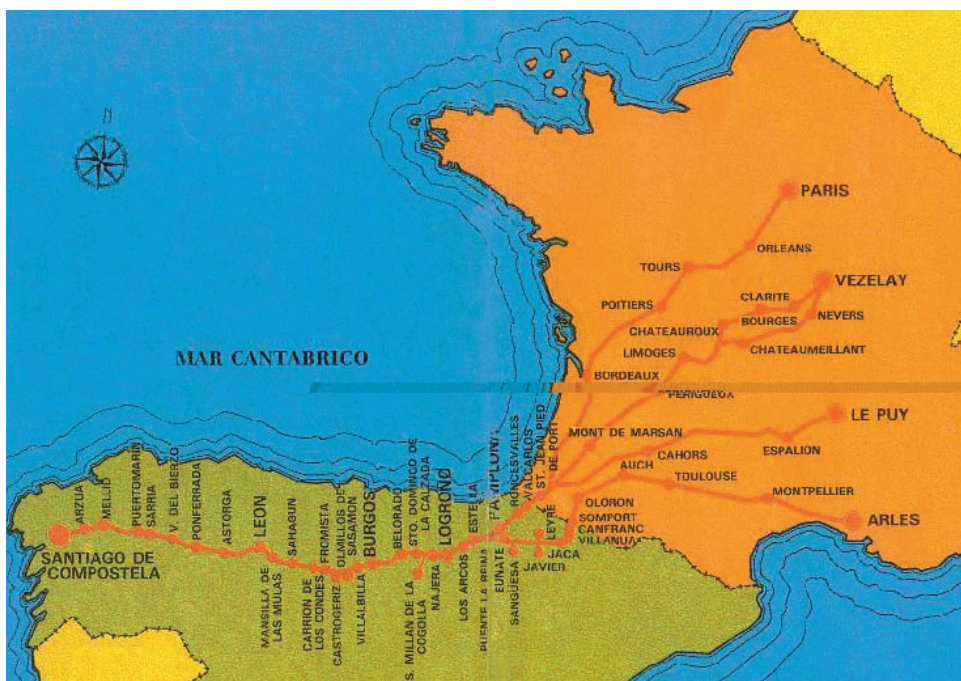 N
PARIS
ORLEANS
TOURS
VEZELAY
CLARITE
POITIERS
NEVERS
BOURGES
CHATEAUROUX
CHATEAUMEILLANT
LIMOGES
MAR CANTABRICO
BORDEAUX
PERIGUEUX
LE PUY
MONT DE MARSAN
ESPALION
CAHORS
AUCH
TOULOUSE
MONTPELLIER
OLORON
ARLES
SOMPORT
CANFRANC
VILLANUA
JACA
JAVIER
LEYRE
ST. JEAN PIED
DE PORT
VALCARLOS
RONCESVALLES
PAMPLONA
SANGUESA
EUNATE
PUENTE LA REINA
ESTELLA
LOS ARCOS
LOGROÑO
NAJERA
STO. DOMINGO DE
LA CALZADA
S. MILLAN DE LA
COGOLLA
BELORADO
BURGOS
VILLALBILLA
OLMILLOS DE
SASAMON
CASTROGERIZ
FROMISTA
CARRION DE
LOS CONDES
SAHAGUN
MANSILLA DE
LAS MULAS
LEON
ASTORGA
PONFERRADA
V. DEL BIERZO
SARRIA
PUERTOMARIN
MELLID
ARZUA
SANTIAGO DE
COMPOSTELA